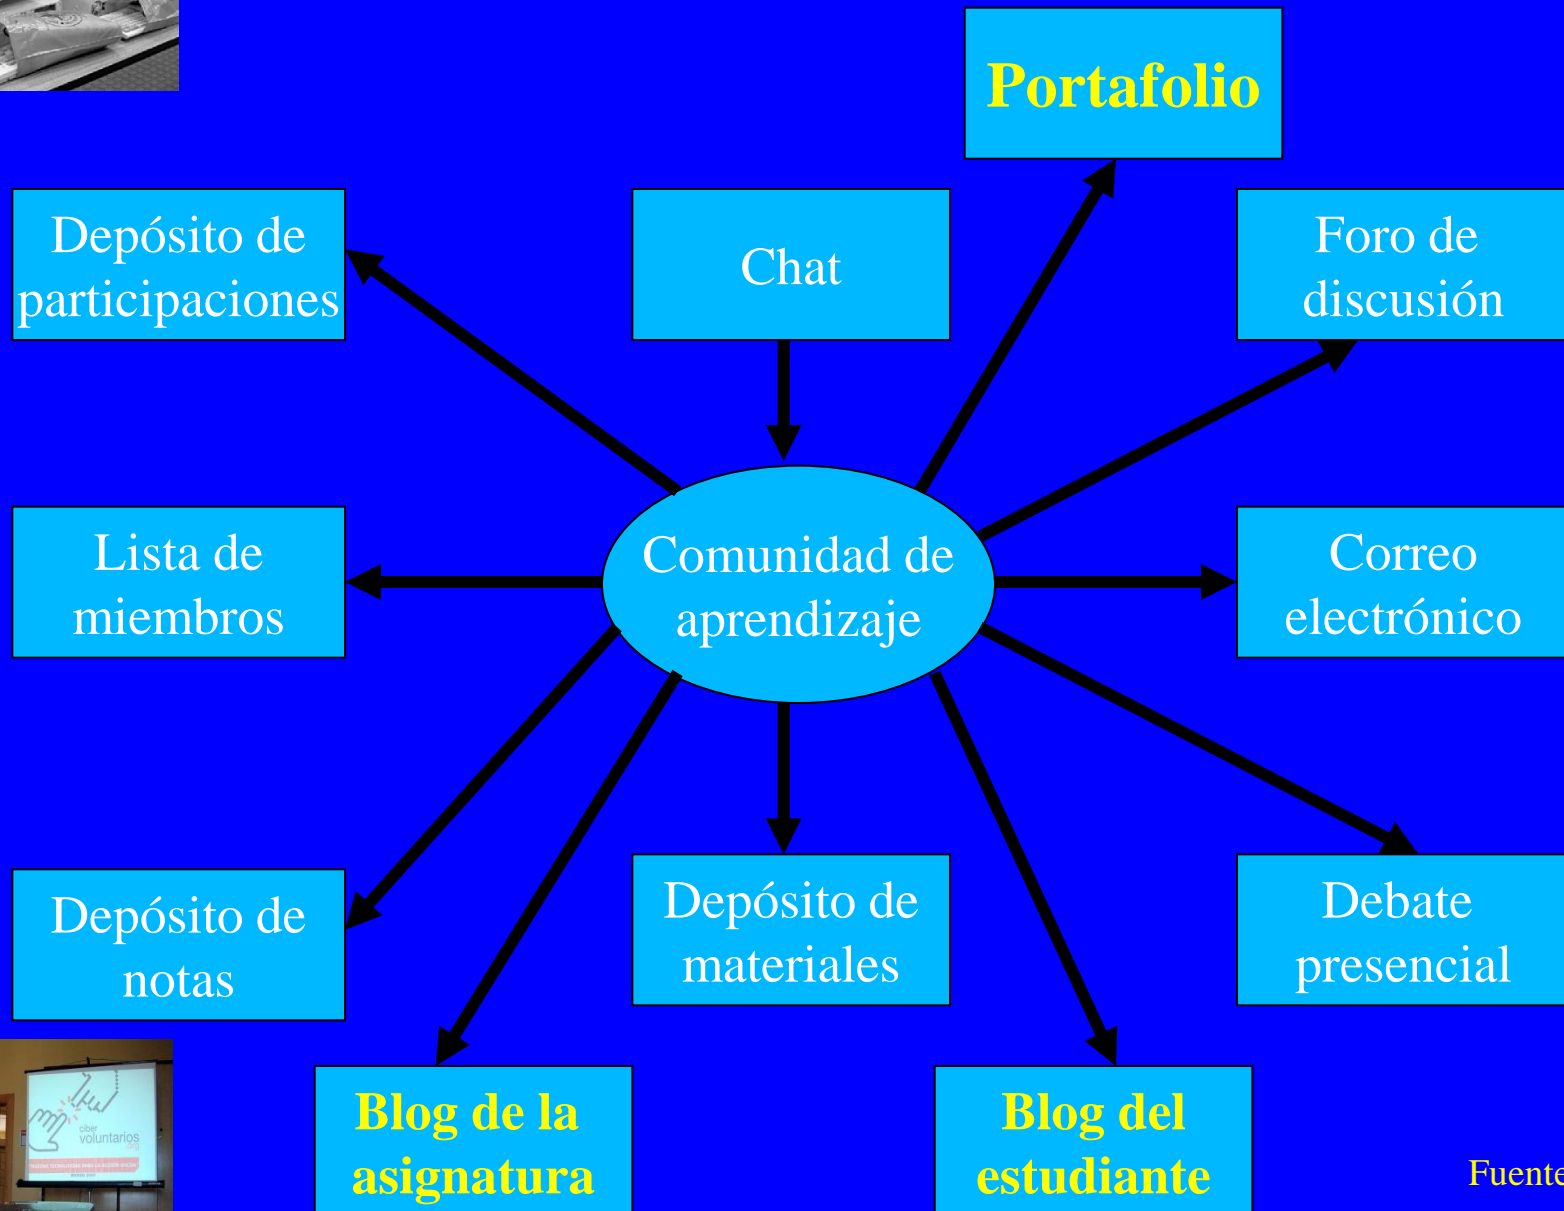 Portafolio
Depósito de
participaciones
Chat
Foro de
discusión
Lista de
miembros
Comunidad de
aprendizaje
Correo
electrónico
Depósito de
notas
Depósito de
materiales
Debate
presencial
Blog de la
asignatura
Blog del
estudiante
Fuente
ciber
voluntarios
.org